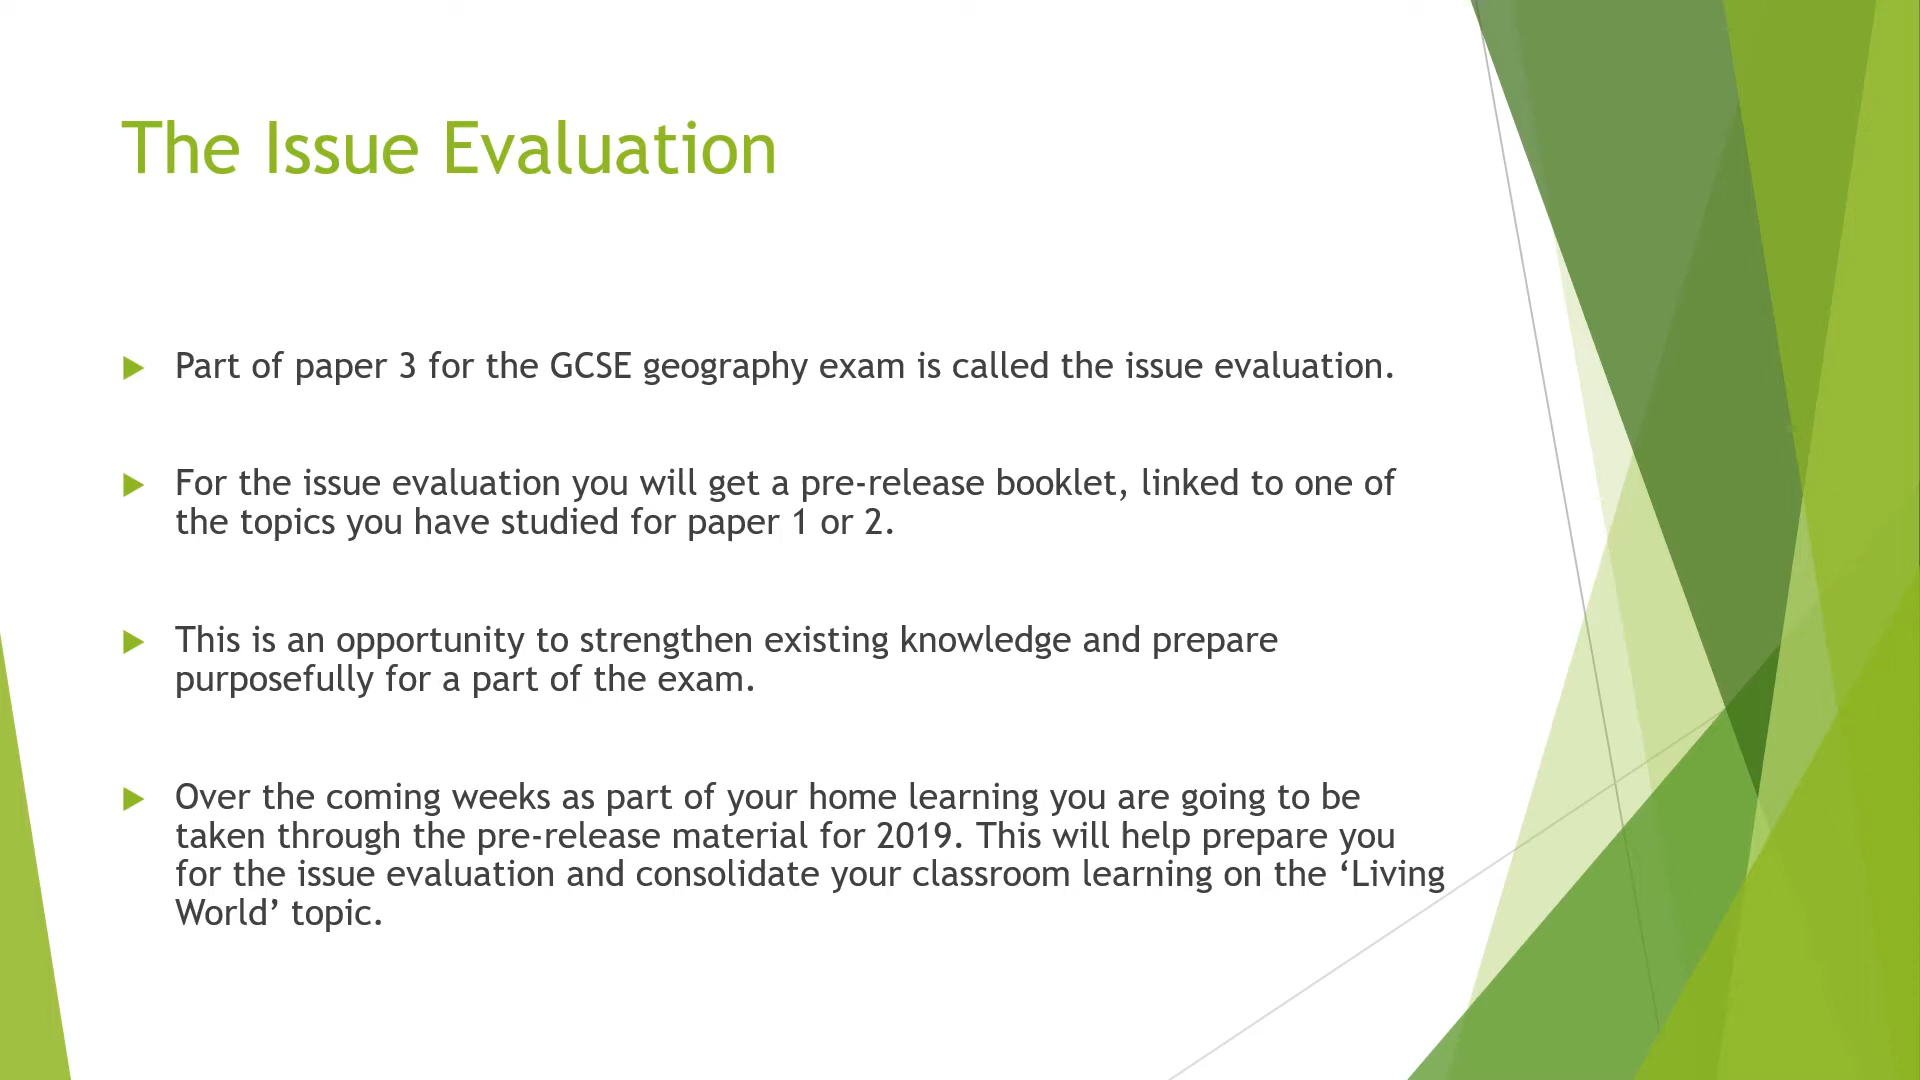 The Issue Evaluation
Part of paper 3 for the GCSE geography exam is called the issue evaluation.
For the issue evaluation you will get a pre-release booklet, linked to one of
the topics you have studied for paper 1 or 2.
This is an opportunity to strengthen existing knowledge and prepare
purposefully for a part of the exam.
Over the coming weeks as part of your home learning you are going to be
taken through the pre-release material for 2019. This will help prepare you
for the issue evaluation and consolidate your classroom learning on the ‘Living
World’ topic.